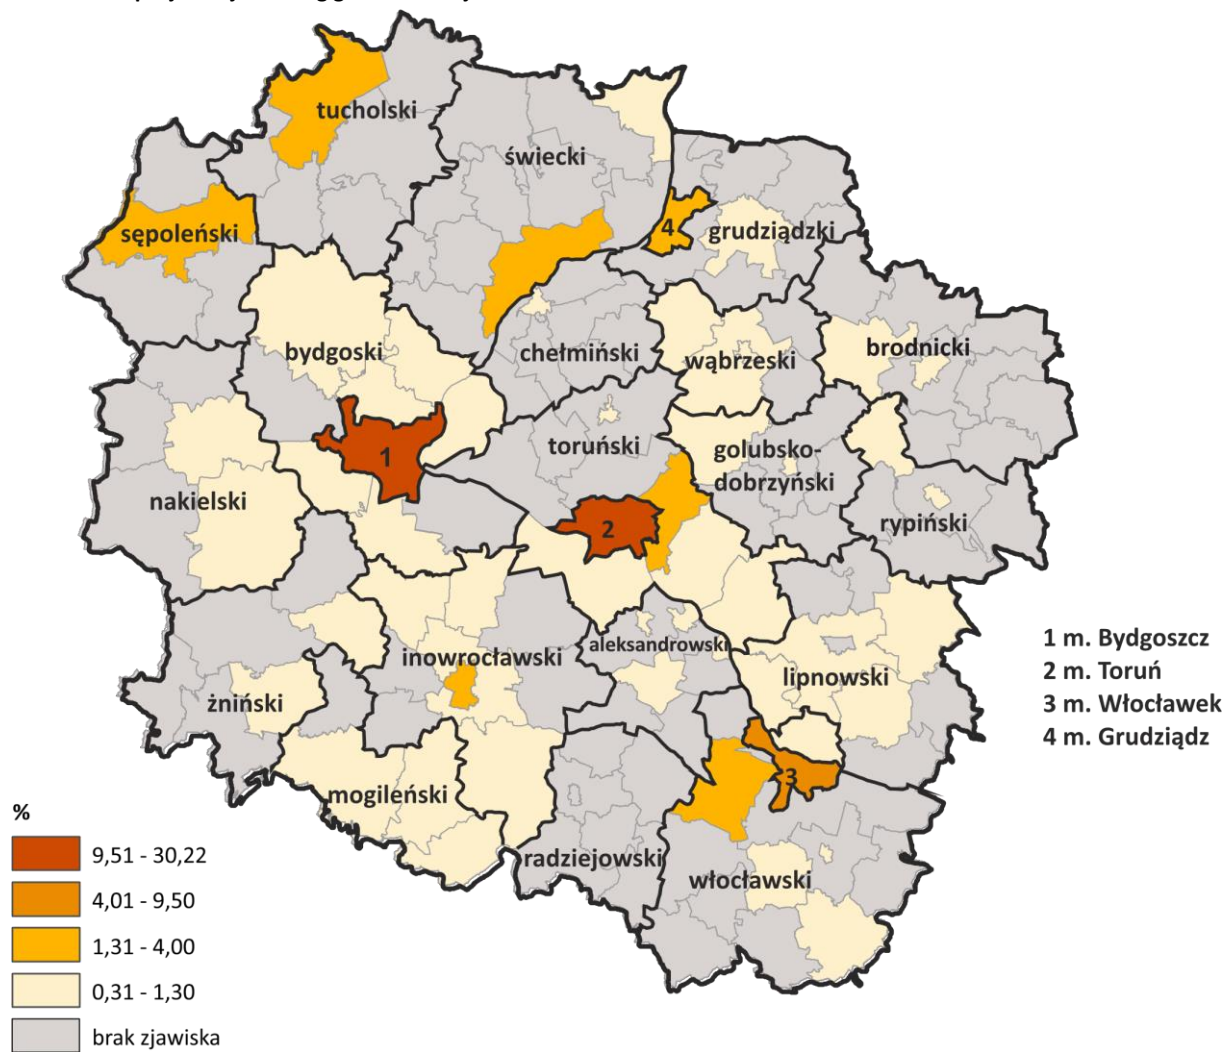 tucholski
świecki
sępoleński
4
grudziądzki
bydgoski
chełmiński
wąbrzeski
brodnicki
1
toruński
golubsko-
dobrzyński
nakielski
2
rypiński
aleksandrowski
inowrocławski
lipnowski
żniński
3
mogileński
radziejowski
włocławski
1 m. Bydgoszcz
2 m. Toruń
3 m. Włocławek
4 m. Grudziądz
%
9,51 - 30,22
4,01 - 9,50
1,31 - 4,00
0,31 - 1,30
brak zjawiska